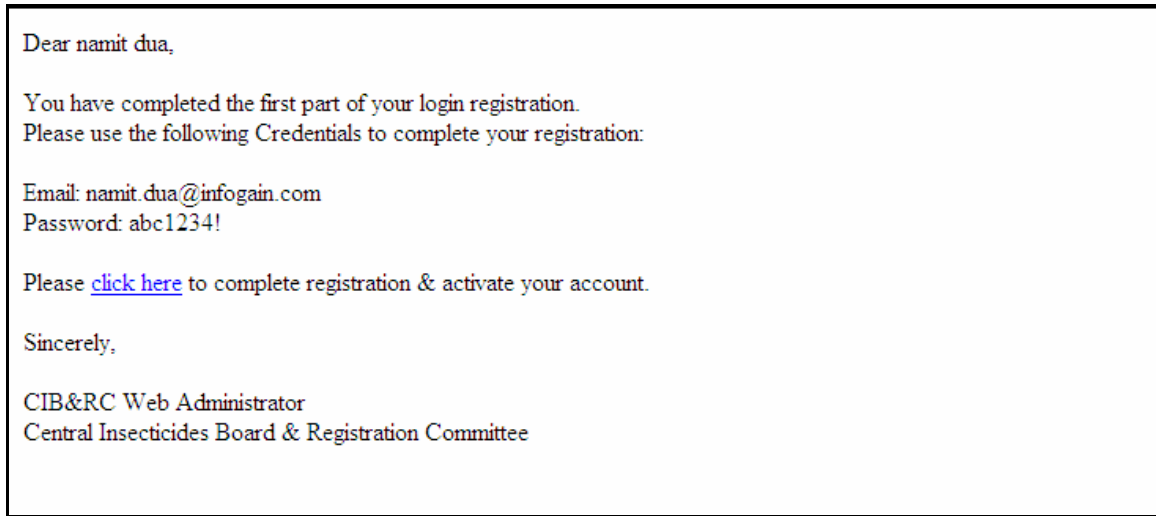 Dear namit dua,
You have completed the first part of your login registration.
Please use the following Credentials to complete your registration:
Email: namit.dua@infogain.com
Password: abc1234!
Please click here to complete registration & activate your account.
Sincerely,
CIB&RC Web Administrator
Central Insecticides Board & Registration Committee